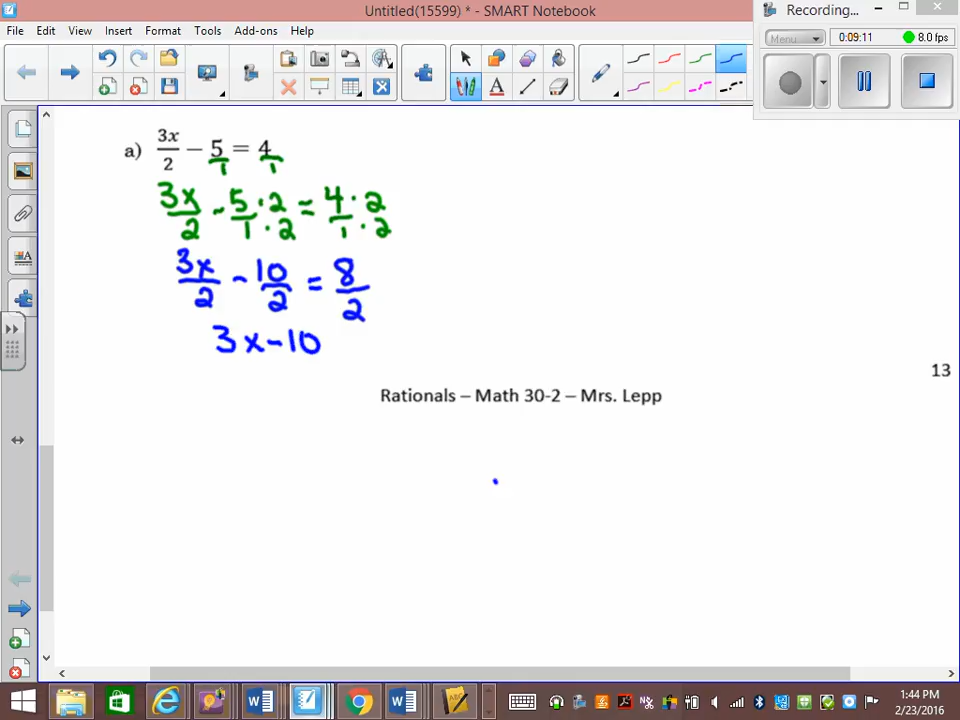 Untitled(15599) * - SMART Notebook
Recording...
File Edit View Insert Format Tools Add-ons Help
Menu 0:09:11 8.0 fps
a) 3x/2 − 5/1 = 4/1
3x/2 - 5·2/1·2 = 4·2/1·2
3x/2 - 10/2 = 8/2
3x-10
13
Rationals – Math 30-2 – Mrs. Lepp
1:44 PM
2/23/2016